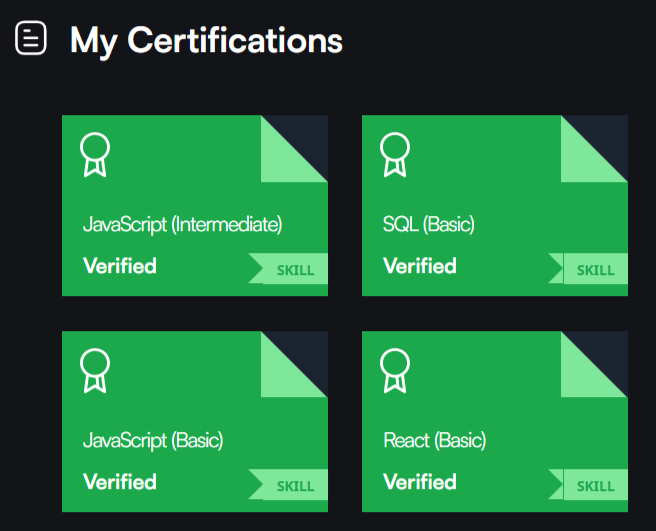 My Certifications
JavaScript (Intermediate)
Verified
SKILL
SQL (Basic)
Verified
SKILL
JavaScript (Basic)
Verified
SKILL
React (Basic)
Verified
SKILL